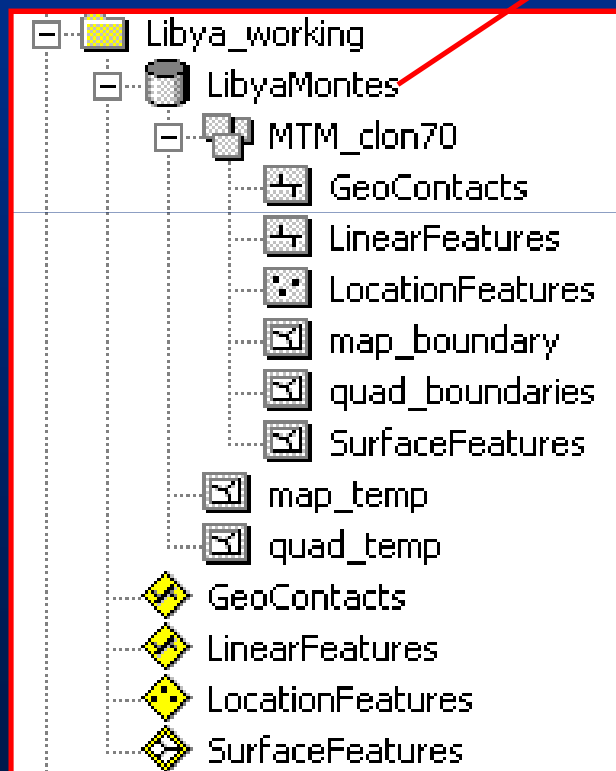 Libya_working
LibyaMontes
MTM_clon70
GeoContacts
LinearFeatures
LocationFeatures
map_boundary
quad_boundaries
SurfaceFeatures
map_temp
quad_temp
GeoContacts
LinearFeatures
LocationFeatures
SurfaceFeatures